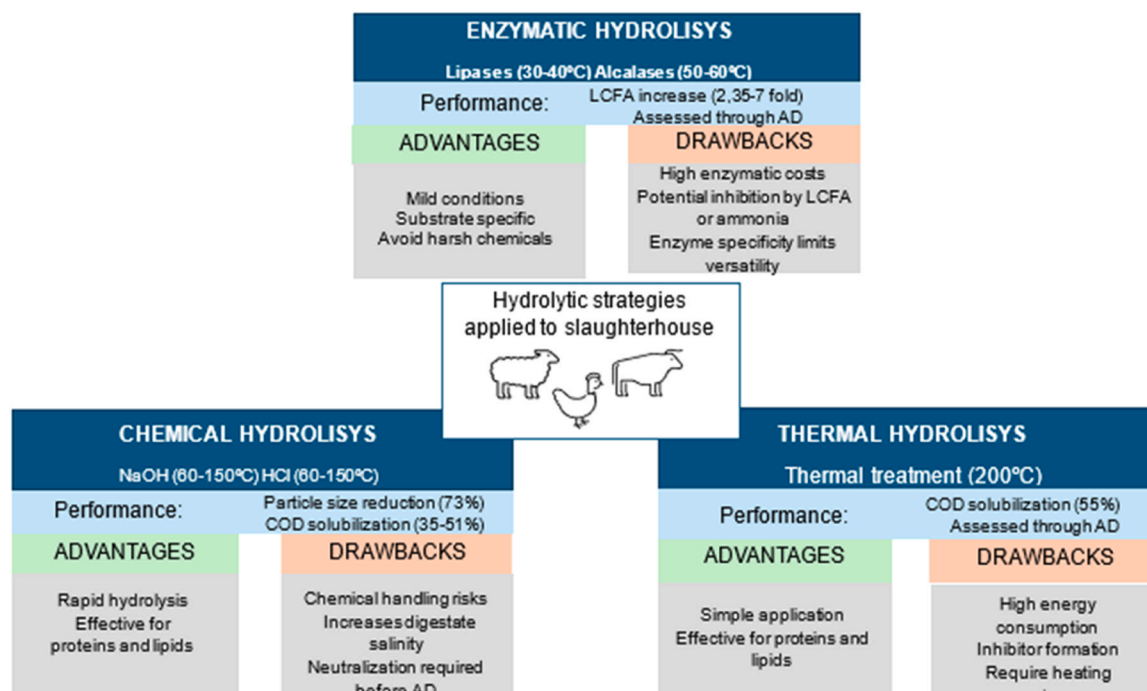 ENZYMATIC HYDROLISYS
Lipases (30-40ºC) Alcalases (50-60ºC)
Performance:
LCFA increase (2,35-7 fold)
Assessed through AD
ADVANTAGES
Mild conditions
Substrate specific
Avoid harsh chemicals
DRAWBACKS
High enzymatic costs
Potential inhibition by LCFA
or ammonia
Enzyme specificity limits
versatility
Hydrolytic strategies
applied to slaughterhouse
CHEMICAL HYDROLISYS
NaOH (60-150ºC) HCl (60-150ºC)
Performance:
Particle size reduction (73%)
COD solubilization (35-51%)
ADVANTAGES
Rapid hydrolysis
Effective for
proteins and lipids
DRAWBACKS
Chemical handling risks
Increases digestate
salinity
Neutralization required
before AD
THERMAL HYDROLISYS
Thermal treatment (200ºC)
Performance:
COD solubilization (55%)
Assessed through AD
ADVANTAGES
Simple application
Effective for proteins and
lipids
DRAWBACKS
High energy
consumption
Inhibitor formation
Require heating